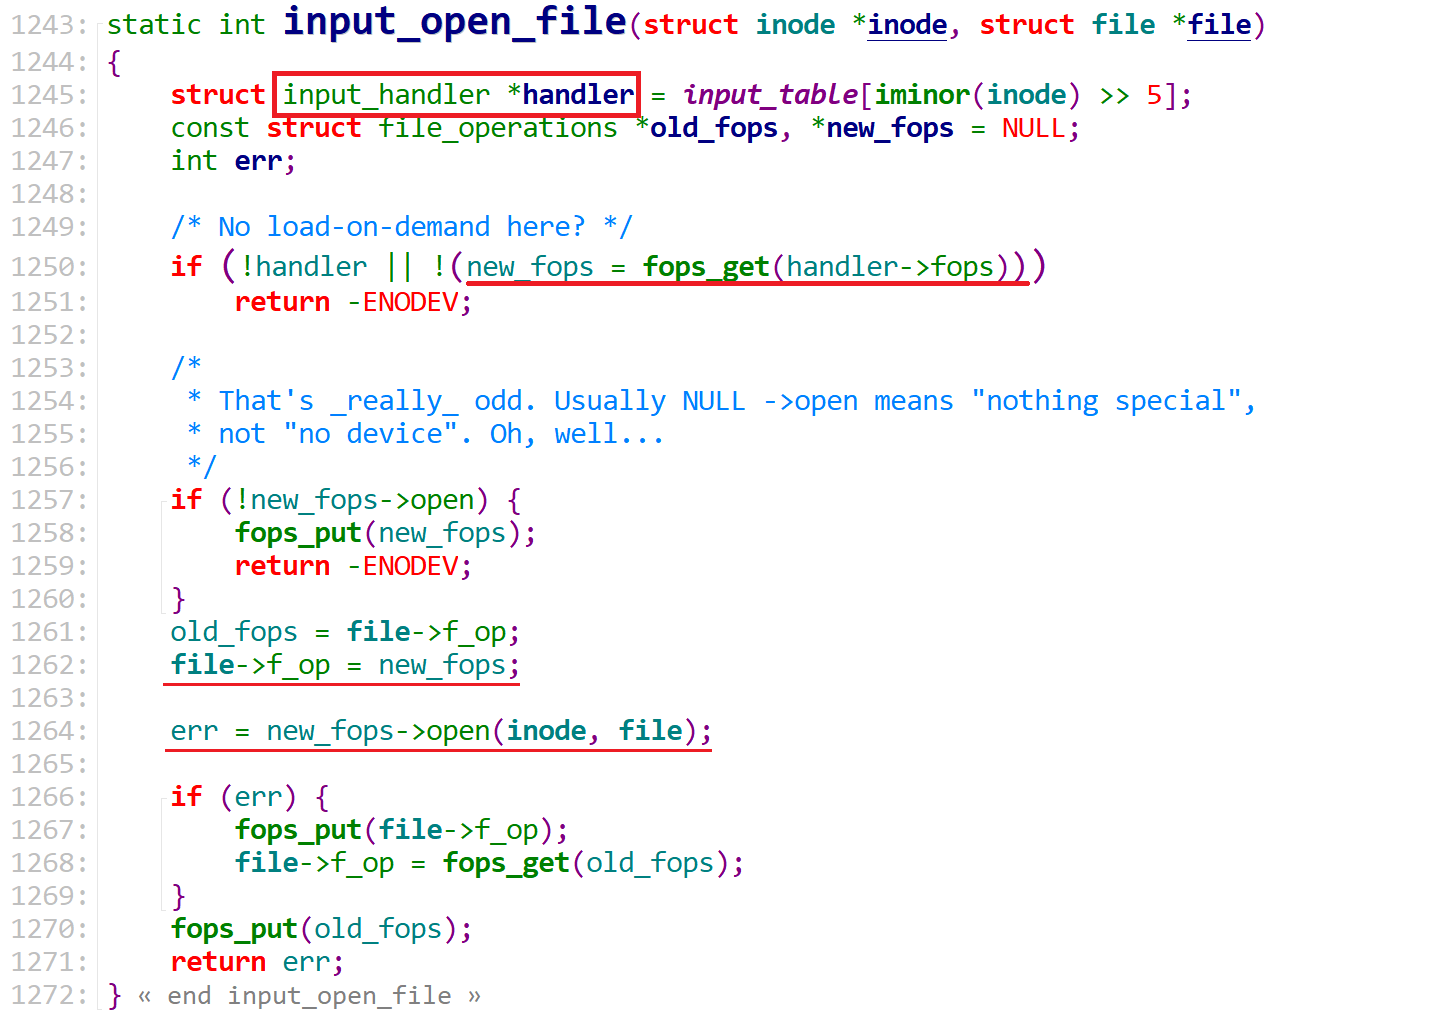 1243: static int input_open_file(struct inode *inode, struct file *file)
1244: {
1245:     struct input_handler *handler = input_table[iminor(inode) >> 5];
1246:     const struct file_operations *old_fops, *new_fops = NULL;
1247:     int err;
1248:
1249:     /* No load-on-demand here? */
1250:     if (!handler || !(new_fops = fops_get(handler->fops)))
1251:         return -ENODEV;
1252:
1253:     /*
1254:      * That's _really_ odd. Usually NULL ->open means "nothing special",
1255:      * not "no device". Oh, well...
1256:      */
1257:     if (!new_fops->open) {
1258:         fops_put(new_fops);
1259:         return -ENODEV;
1260:     }
1261:     old_fops = file->f_op;
1262:     file->f_op = new_fops;
1263:
1264:     err = new_fops->open(inode, file);
1265:
1266:     if (err) {
1267:         fops_put(file->f_op);
1268:         file->f_op = fops_get(old_fops);
1269:     }
1270:     fops_put(old_fops);
1271:     return err;
1272: } « end input_open_file »